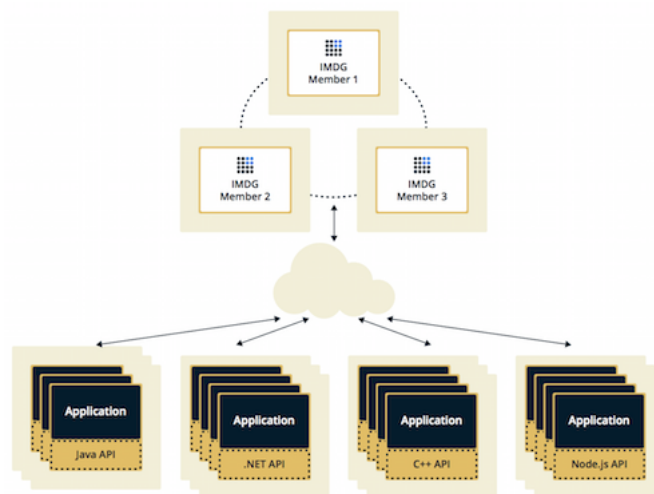 IMDG
Member 1
IMDG
Member 2
IMDG
Member 3
Application
Java API
Application
.NET API
Application
C++ API
Application
Node.js API